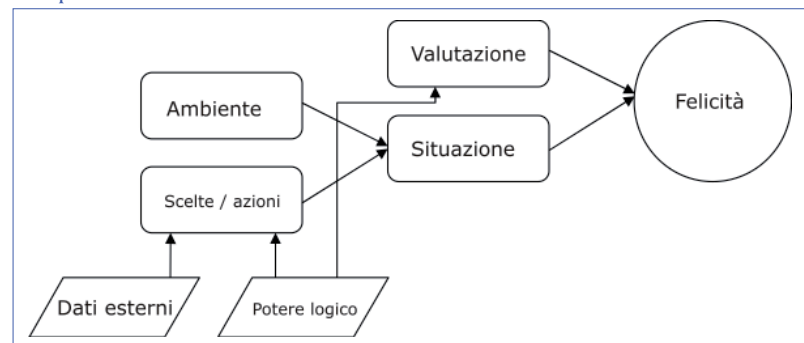 Valutazione
Ambiente
Felicità
Situazione
Scelte / azioni
Dati esterni
Potere logico